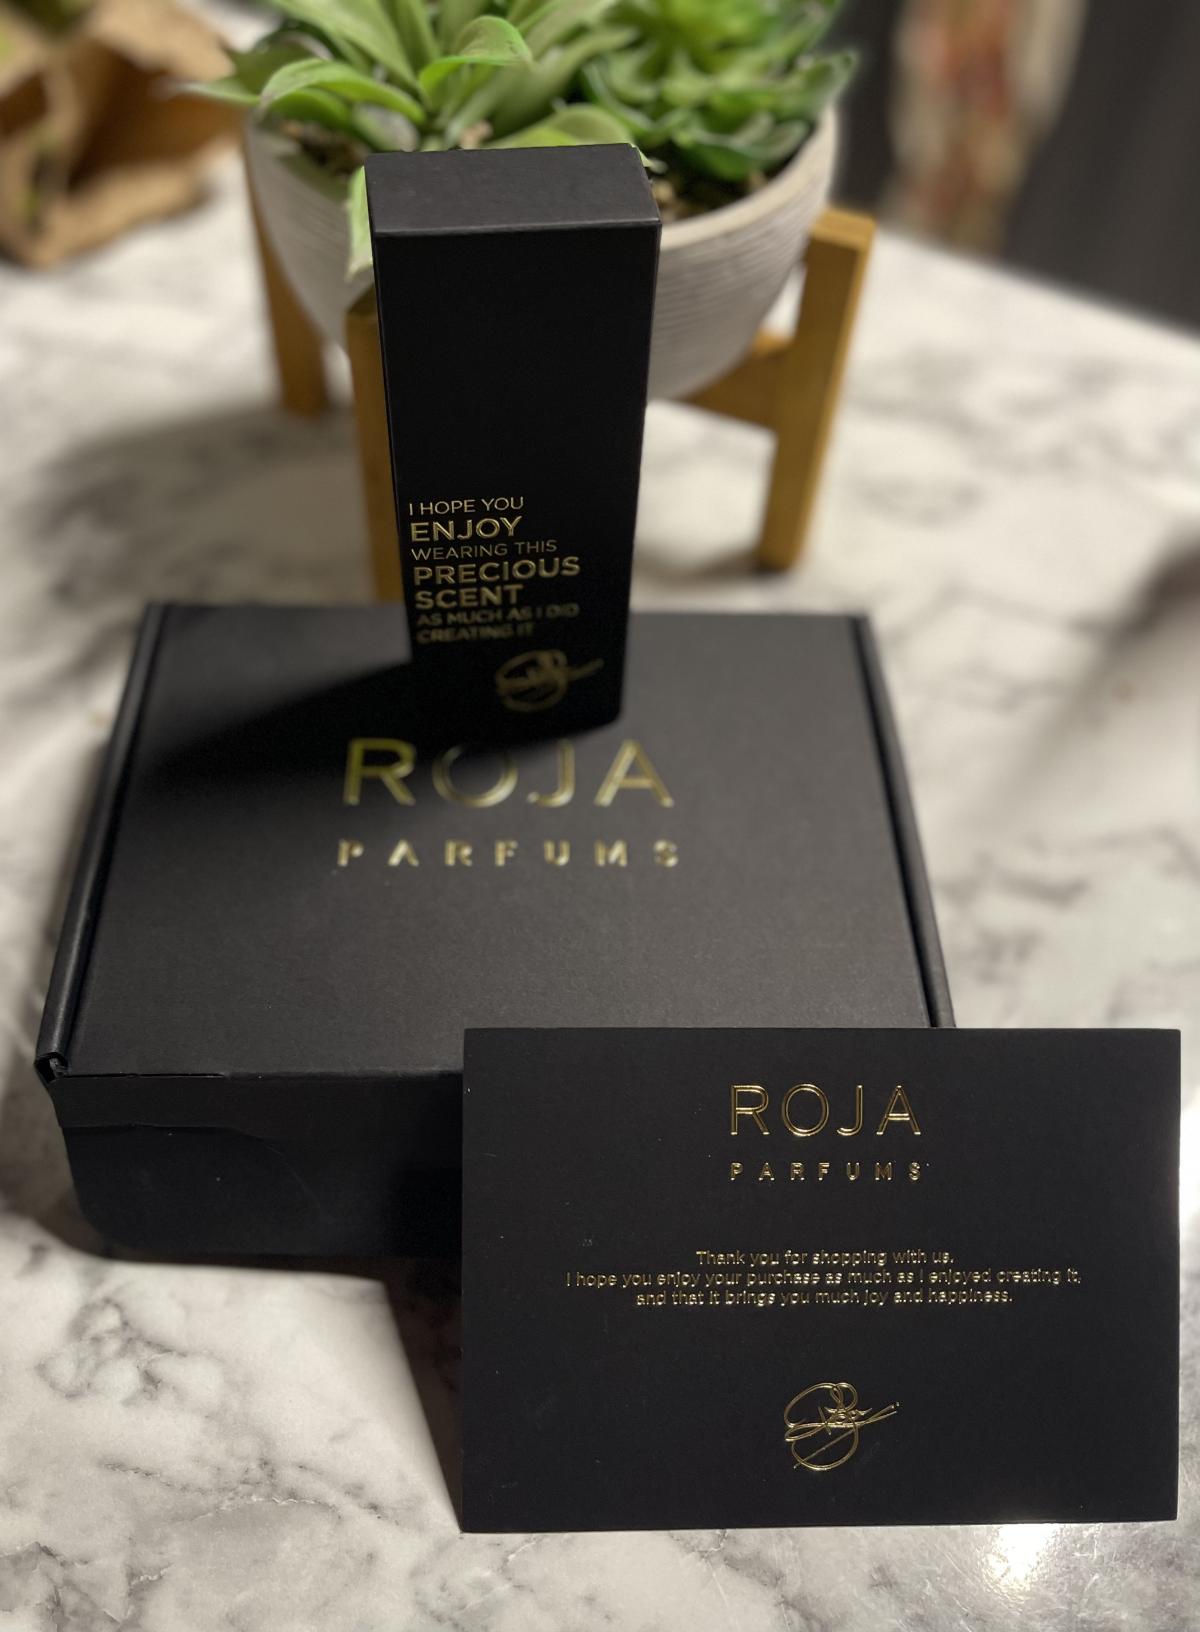 I HOPE YOU
ENJOY
WEARING THIS
PRECIOUS
SCENT
AS MUCH AS I DID
CREATING IT
ROJA
PARFUMS
ROJA
PARFUMS
Thank you for shopping with us.
I hope you enjoy your purchase as much as I enjoyed creating it,
and that it brings you much joy and happiness.